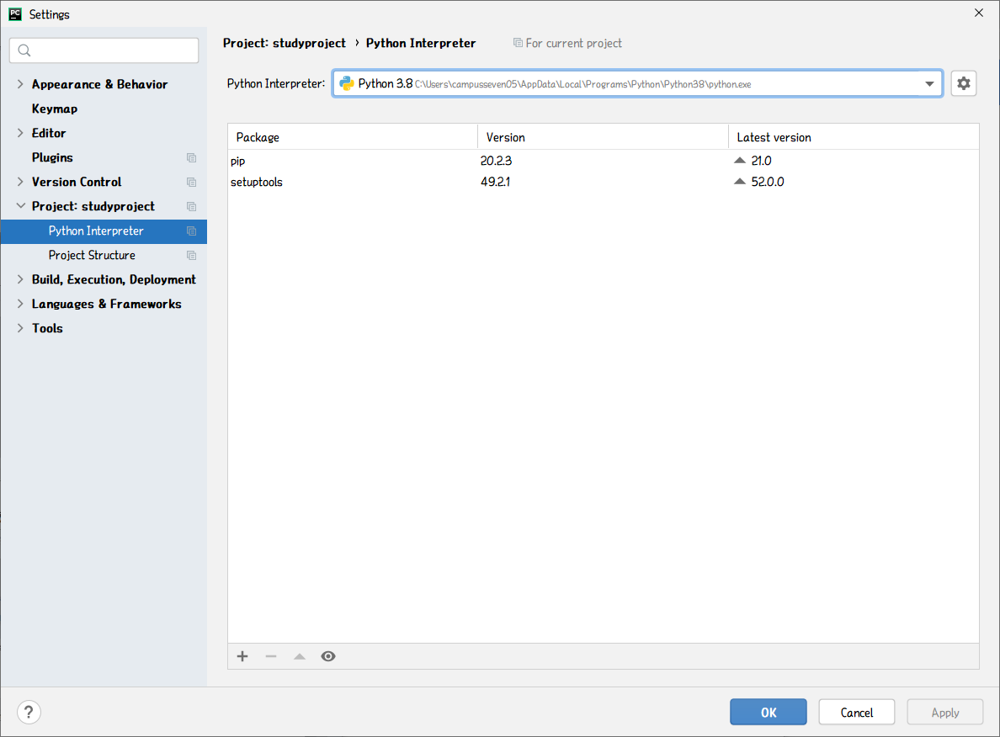 PC Settings
Project: studyproject › Python Interpreter For current project
Python Interpreter: Python 3.8 C:\Users\campusseven05\AppData\Local\Programs\Python\Python38\python.exe
Appearance & Behavior
Keymap
Editor
Plugins
Version Control
Project: studyproject
Python Interpreter
Project Structure
Build, Execution, Deployment
Languages & Frameworks
Tools
Package Version Latest version
pip 20.2.3 21.0
setuptools 49.2.1 52.0.0
? OK Cancel Apply